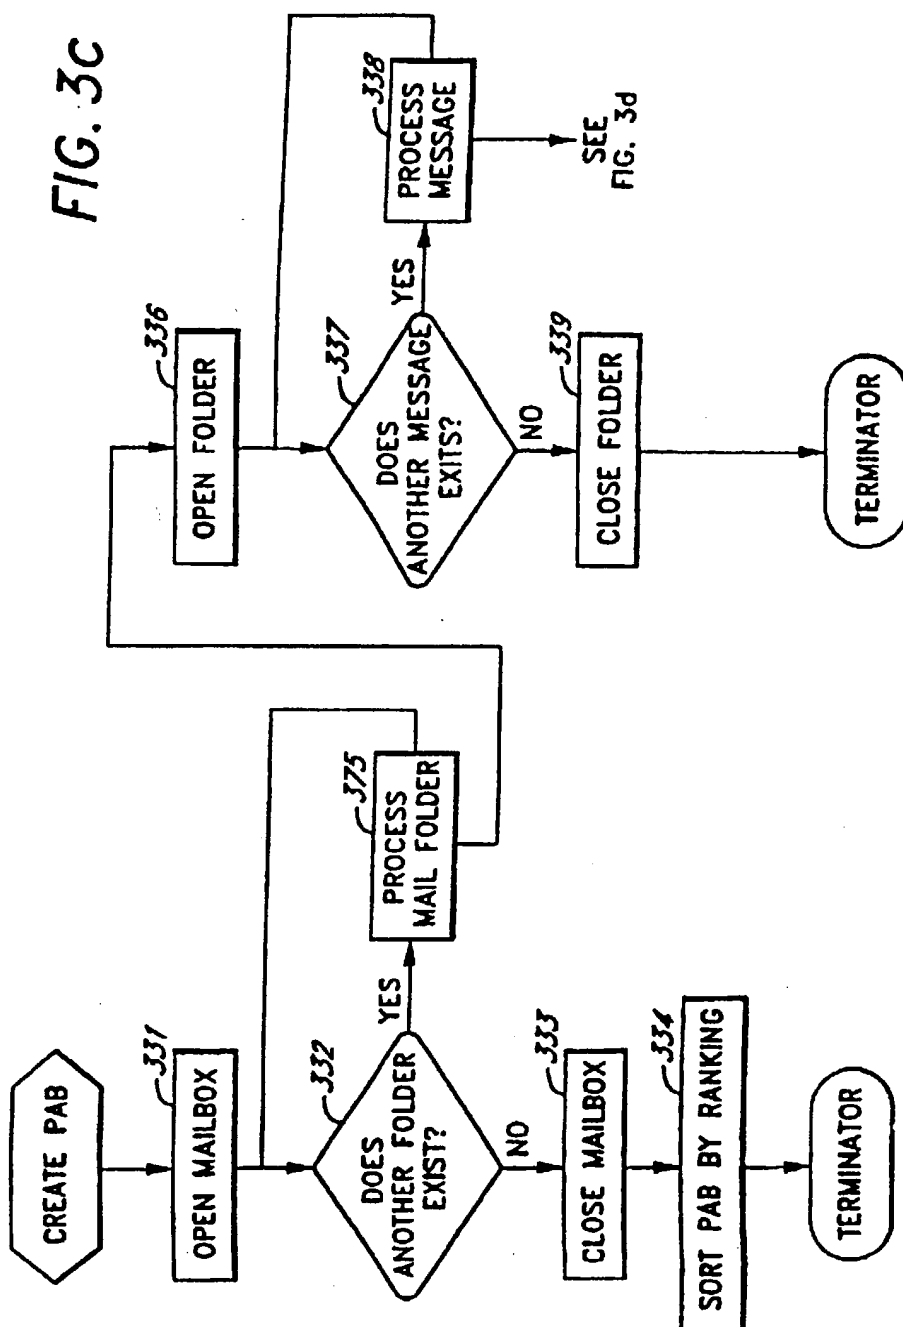 FIG. 3c
CREATE PAB
331
OPEN MAILBOX
332
DOES
ANOTHER FOLDER
EXIST?
YES
375
PROCESS
MAIL FOLDER
NO
333
CLOSE MAILBOX
334
SORT PAB BY RANKING
TERMINATOR
336
OPEN FOLDER
337
DOES
ANOTHER MESSAGE
EXITS?
YES
338
PROCESS
MESSAGE
SEE
FIG. 3d
NO
339
CLOSE FOLDER
TERMINATOR